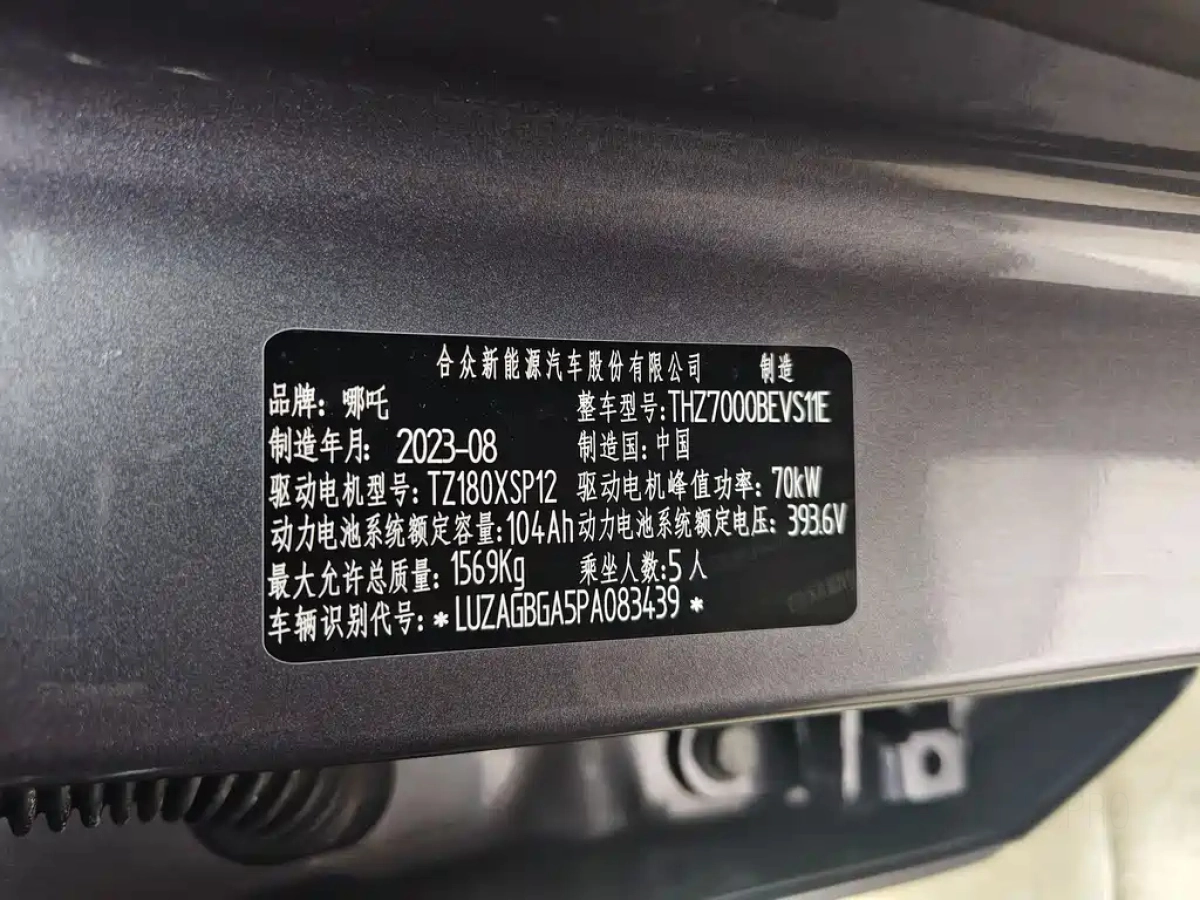 合众新能源汽车股份有限公司 制造
品牌: 哪吒 整车型号:THZ7000BEVS11E
制造年月: 2023-08 制造国:中国
驱动电机型号:TZ180XSP12 驱动电机峰值功率: 70kW
动力电池系统额定容量:104Ah 动力电池系统额定电压: 393.6V
最大允许总质量: 1569Kg 乘坐人数:5 人
车辆识别代号: *LUZAGBGA5PA083439 *